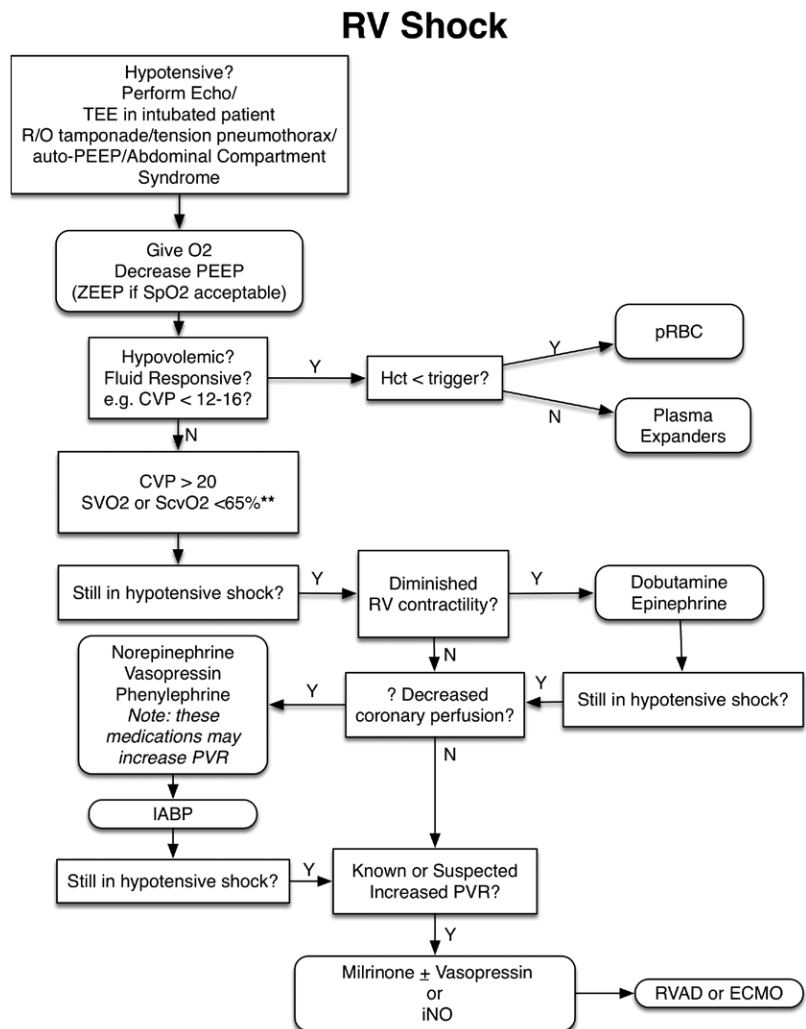 RV Shock
Hypotensive?
Perform Echo/
TEE in intubated patient
R/O tamponade/tension pneumothorax/
auto-PEEP/Abdominal Compartment
Syndrome
Give O2
Decrease PEEP
(ZEEP if SpO2 acceptable)
Hypovolemic?
Fluid Responsive?
e.g. CVP < 12-16?
Y
Hct < trigger?
Y
pRBC
N
Plasma
Expanders
N
CVP > 20
SVO2 or ScvO2 <65%**
Still in hypotensive shock?
Y
Diminished
RV contractility?
Y
Dobutamine
Epinephrine
N
Still in hypotensive shock?
Y
? Decreased
coronary perfusion?
Y
Norepinephrine
Vasopressin
Phenylephrine
Note: these
medications may
increase PVR
N
IABP
Still in hypotensive shock?
Y
Known or Suspected
Increased PVR?
Y
Milrinone ± Vasopressin
or
iNO
RVAD or ECMO